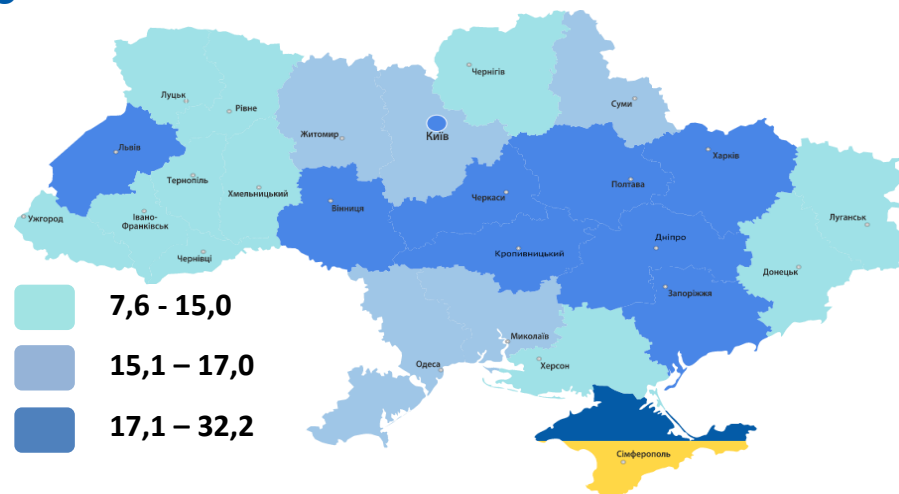 Чернігів
Луцьк
Рівне
Суми
Житомир
Київ
Львів
Харків
Тернопіль
Хмельницький
Полтава
Черкаси
Вінниця
Ужгород
Івано-
Франківськ
Луганськ
Дніпро
Кропивницький
Чернівці
Донецьк
Запоріжжя
7,6 - 15,0
Миколаїв
15,1 – 17,0
Одеса
Херсон
17,1 – 32,2
Сімферополь